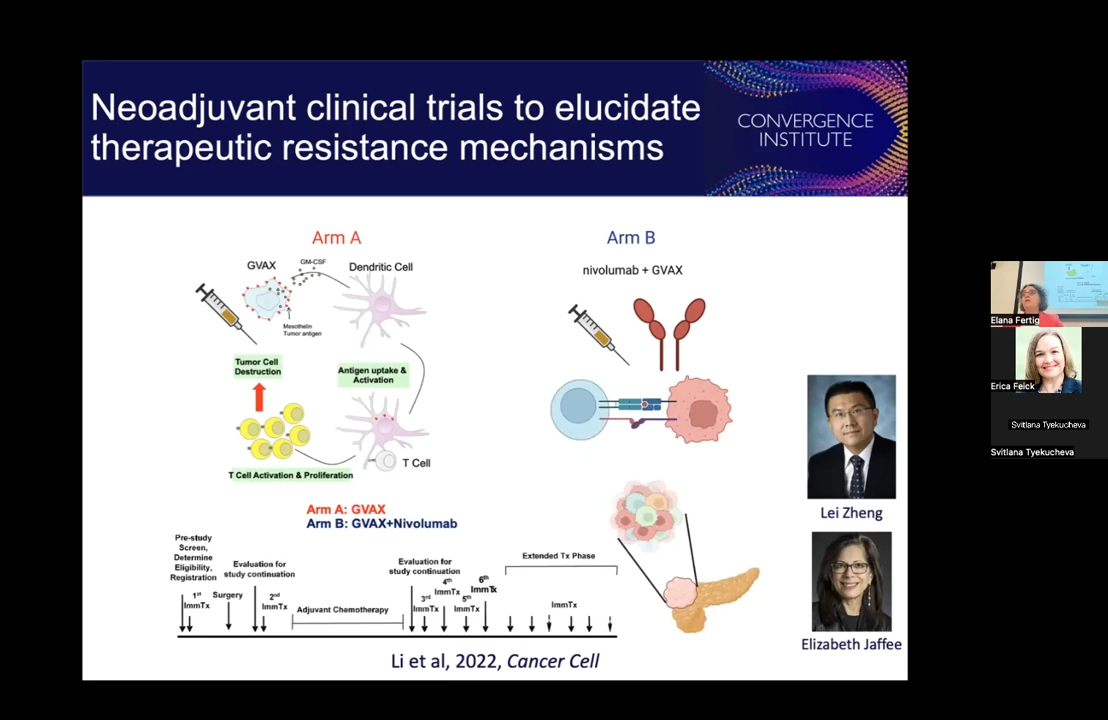 Neoadjuvant clinical trials to elucidate
therapeutic resistance mechanisms
CONVERGENCE
INSTITUTE
Arm A
GVAX
GM-CSF
Dendritic Cell
Mesothelin
Tumor antigen
Tumor Cell
Destruction
Antigen uptake &
Activation
T Cell
T Cell Activation & Proliferation
Arm B
nivolumab + GVAX
Arm A: GVAX
Arm B: GVAX+Nivolumab
Pre-study
Screen,
Determine
Eligibility,
Registration
1st
ImmTx
Surgery
Evaluation for
study continuation
2nd
ImmTx
Adjuvant Chemotherapy
Evaluation for
study continuation
3rd
ImmTx
4th
ImmTx
5th
ImmTx
6th
ImmTx
Extended Tx Phase
ImmTx
Li et al, 2022, Cancer Cell
Lei Zheng
Elizabeth Jaffee
Elana Fertig
Erica Feick
Svitlana Tyekucheva
Svitlana Tyekucheva